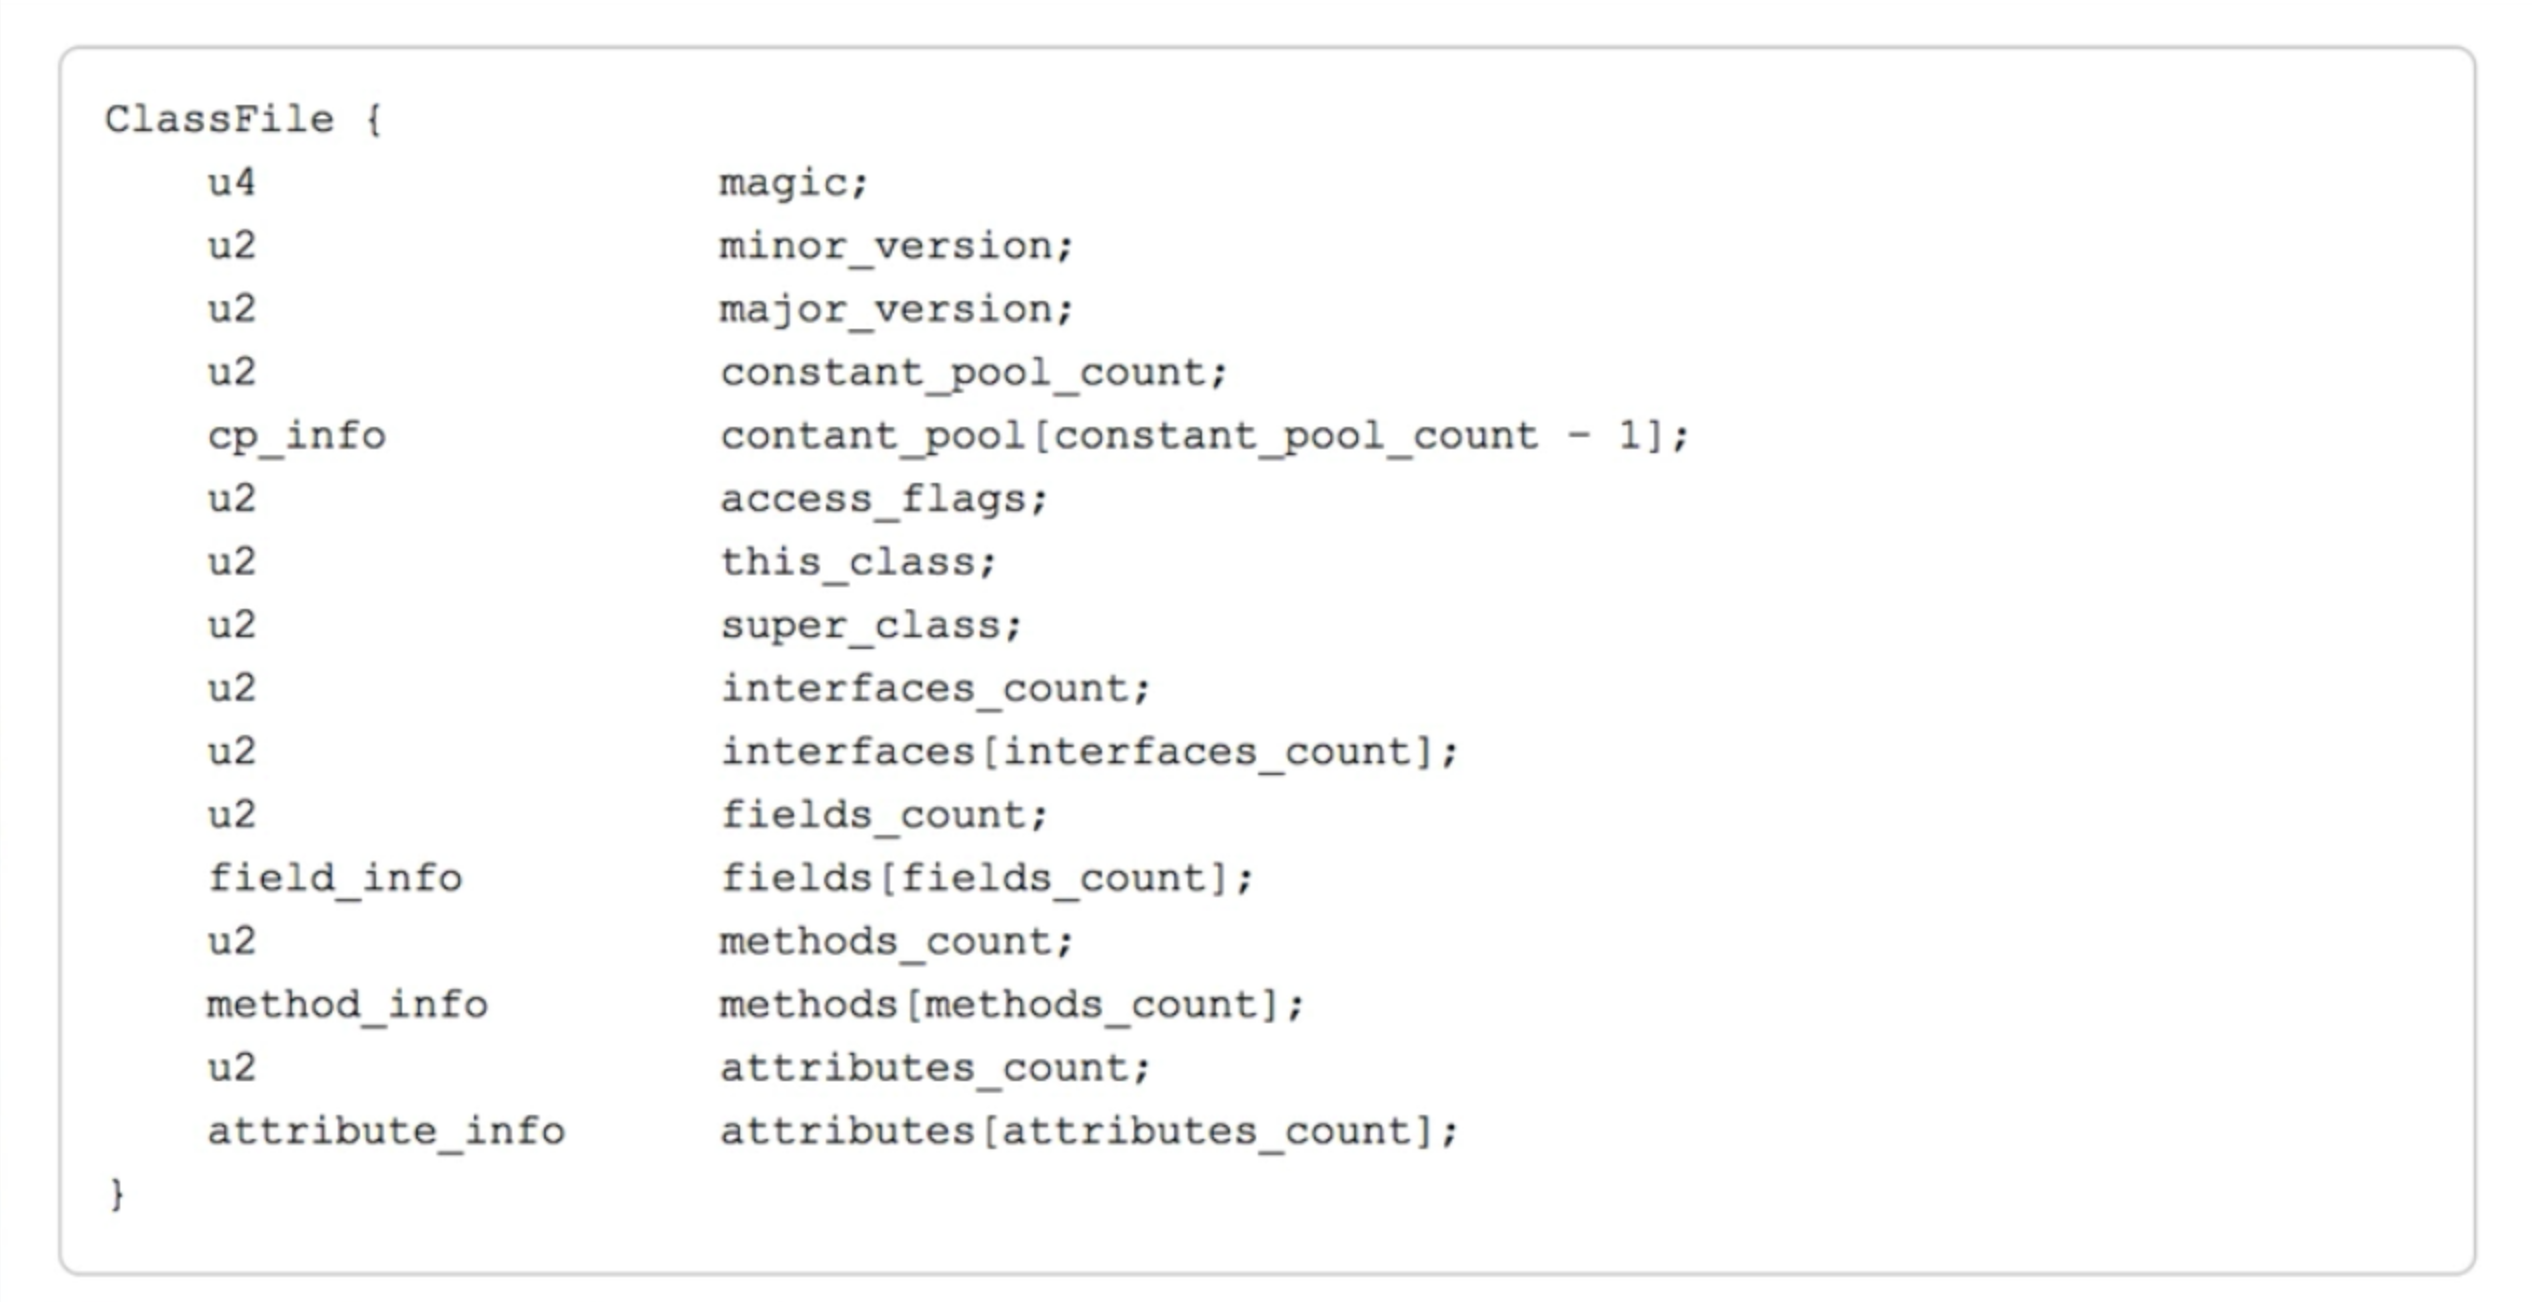 ClassFile {
u4 magic;
u2 minor_version;
u2 major_version;
u2 constant_pool_count;
cp_info contant_pool[constant_pool_count - 1];
u2 access_flags;
u2 this_class;
u2 super_class;
u2 interfaces_count;
u2 interfaces[interfaces_count];
u2 fields_count;
field_info fields[fields_count];
u2 methods_count;
method_info methods[methods_count];
u2 attributes_count;
attribute_info attributes[attributes_count];
}